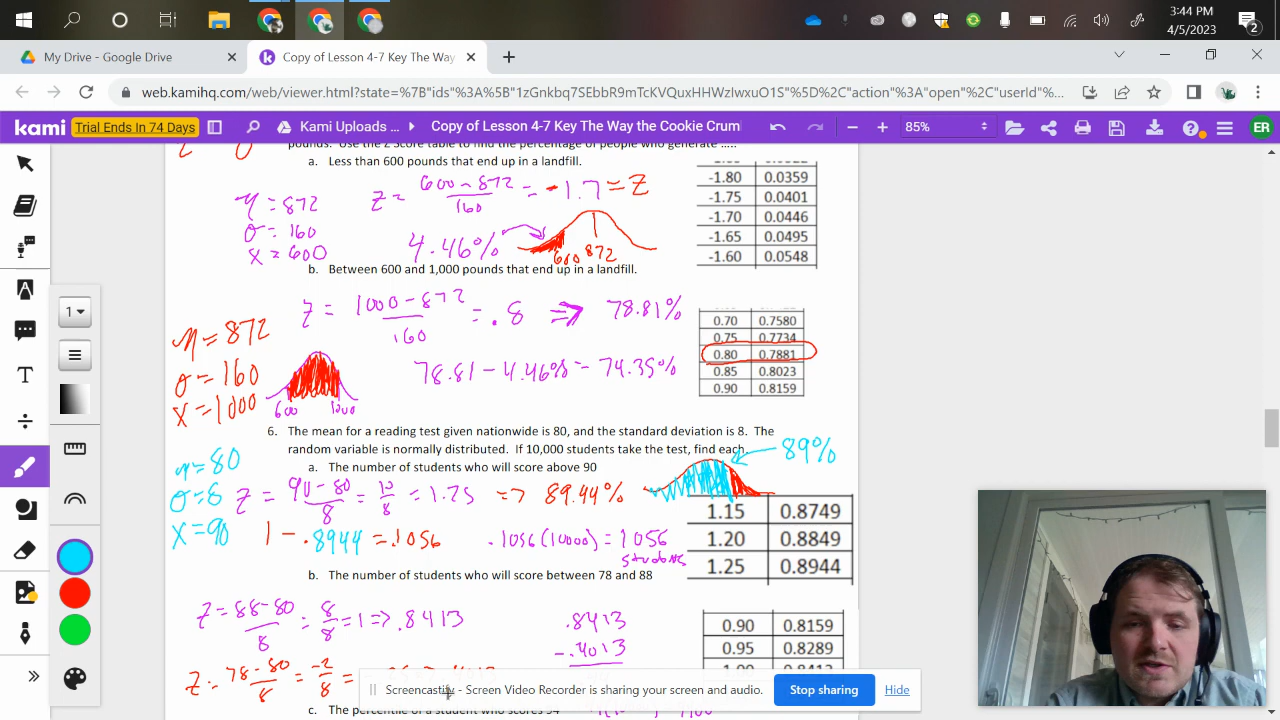 3:44 PM
4/5/2023
2
My Drive - Google Drive
Copy of Lesson 4-7 Key The Way
web.kamihq.com/web/viewer.html?state=%7B"ids"%3A%5B"1zGnkbq7SEbbR9mTcKVQuxHHWzIwxuO1S"%5D%2C"action"%3A"open"%2C"userId"%...
kami
Trial Ends In 74 Days
Kami Uploads ...
Copy of Lesson 4-7 Key The Way the Cookie Crum
85%
ER
pounds. Use the Z Score table to find the percentage of people who generate .....
a. Less than 600 pounds that end up in a landfill.
M = 872
σ = 160
x = 600
z = 600 - 872 / 160 = -1.7 = z
4.46%
600 872
-1.80 0.0359
-1.75 0.0401
-1.70 0.0446
-1.65 0.0495
-1.60 0.0548
b. Between 600 and 1,000 pounds that end up in a landfill.
z = 1000 - 872 / 160 = .8 => 78.81%
78.81 - 4.46% = 74.35%
M = 872
σ = 160
x = 1000
600 1000
0.70 0.7580
0.75 0.7734
0.80 0.7881
0.85 0.8023
0.90 0.8159
6. The mean for a reading test given nationwide is 80, and the standard deviation is 8. The
random variable is normally distributed. If 10,000 students take the test, find each.
a. The number of students who will score above 90
89%
M = 80
σ = 8
x = 90
z = 90 - 80 / 8 = 10 / 8 = 1.25 => 89.44%
1 - .8944 = .1056
.1056(10000) = 1056
students
1.15 0.8749
1.20 0.8849
1.25 0.8944
b. The number of students who will score between 78 and 88
z = 88 - 80 / 8 = 8 / 8 = 1 => .8413
.8413
- .4013
z = 78 - 80 / 8 = -2 / 8 =
0.90 0.8159
0.95 0.8289
1.00 0.8413
Screencastify - Screen Video Recorder is sharing your screen and audio.
Stop sharing
Hide
c. The percentile of a student who scores 94